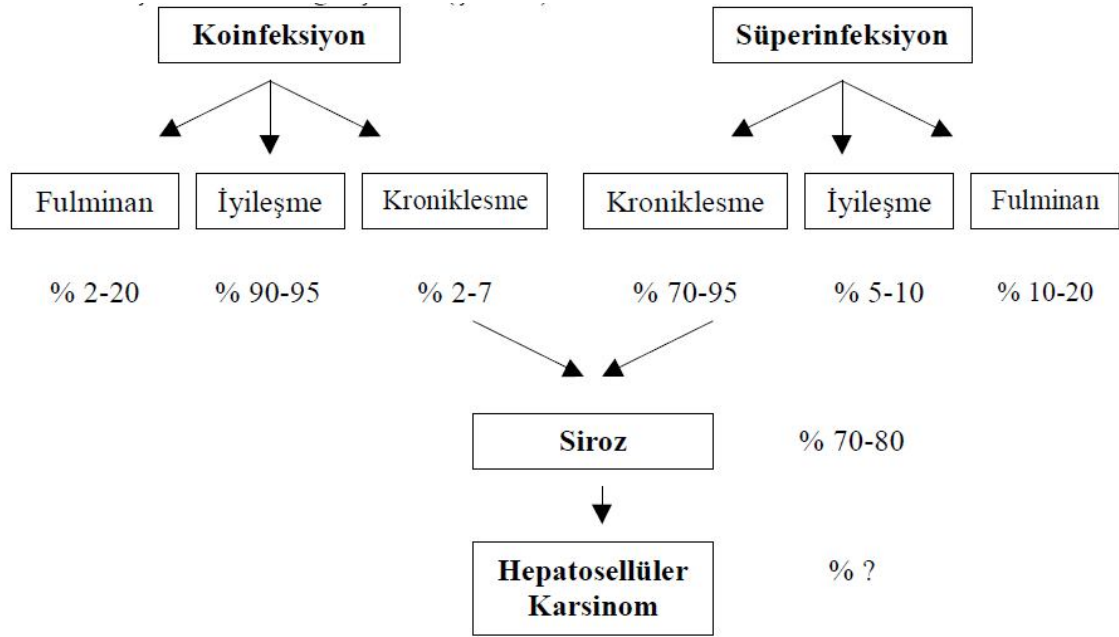 Koinfeksiyon Süperinfeksiyon
Fulminan İyileşme Kroniklesme Kroniklesme İyileşme Fulminan
% 2-20 % 90-95 % 2-7 % 70-95 % 5-10 % 10-20
Siroz % 70-80
Hepatosellüler % ?
Karsinom